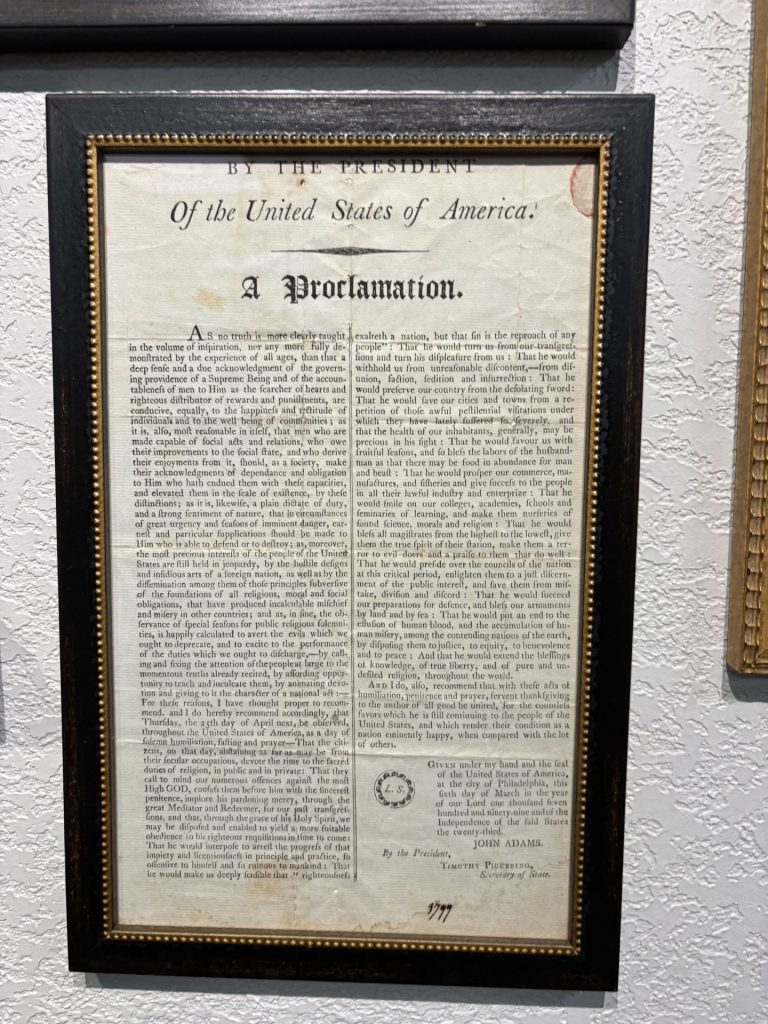 BY THE PRESIDENT
Of the United States of America.
A Proclamation.
AS no truth is more clearly taught
in the volume of inſpiration, nor any more fully de-
monſtrated by the experience of all ages, than that a
deep ſenſe and a due acknowledgment of the govern-
ing providence of a Supreme Being and of the accoun-
tableneſs of men to Him as the ſearcher of hearts and
righteous diſtributor of rewards and puniſhments, are
conducive, equally, to the happineſs and rectitude of
individuals and to the well being of communities; as
it is, alſo, moſt reaſonable in itſelf, that men who are
made capable of ſocial acts and relations, who owe
their improvements to the ſocial ſtate, and who derive
their enjoyments from it, ſhould, as a ſociety, make
their acknowledgments of dependance and obligation
to Him who hath endued them with theſe capacities,
and elevated them in the ſcale of exiſtence, by theſe
diſtinctions; as it is, likewiſe, a plain dictate of duty,
and a ſtrong ſentiment of nature, that in circumſtances
of great urgency and ſeaſons of imminent danger, ear-
neſt and particular ſupplications ſhould be made to
Him who is able to defend or to deſtroy; as, moreover,
the moſt precious intereſts of the people of the United
States are ſtill held in jeopardy, by the hoſtile deſigns
and inſidious arts of a foreign nation, as well as by the
diſſemination among them of thoſe principles ſubverſive
of the foundations of all religious, moral and ſocial
obligations, that have produced incalculable miſchief
and miſery in other countries; and as, in fine, the ob-
ſervance of ſpecial ſeaſons for public religious ſolemni-
ties, is happily calculated to avert the evils which we
ought to deprecate, and to excite to the performance
of the duties which we ought to diſcharge,—by call-
ing and fixing the attention of the people at large to the
momentous truths already recited, by affording oppor-
tunity to teach and inculcate them, by animating devo-
tion and giving to it the character of a national act:—
For theſe reaſons, I have thought proper to recom-
mend, and I do hereby recommend accordingly, that
Thurſday, the 25th day of April next, be obſerved,
throughout the United States of America, as a day of
ſolemn humiliation, faſting and prayer—That the citi-
zens, on that day, abſtaining as far as may be from
their ſecular occupations, devote the time to the ſacred
duties of religion, in public and in private: That they
call to mind our numerous offences againſt the moſt
High GOD, confeſs them before him with the ſincereſt
penitence, implore his pardoning mercy, through the
great Mediator and Redeemer, for our paſt tranſgreſ-
ſions, and that, through the grace of his Holy Spirit, we
may be diſpoſed and enabled to yield a more ſuitable
obedience to his righteous requiſitions in time to come:
That he would interpoſe to arreſt the progreſs of that
impiety and licentiouſneſs in principle and practice, ſo
offenſive to himſelf and ſo ruinous to mankind: That
he would make us deeply ſenſible that "righteouſneſs
exalteth a nation, but that ſin is the reproach of any
people": That he would turn us from our tranſgreſ-
ſions and turn his diſpleaſure from us: That he would
withhold us from unreaſonable diſcontent,—from diſ-
union, faction, ſedition and inſurrection: That he
would preſerve our country from the deſolating ſword:
That he would ſave our cities and towns from a re-
petition of thoſe awful peſtilential viſitations under
which they have lately ſuffered ſo ſeverely, and
that the health of our inhabitants, generally, may be
precious in his ſight: That he would favour us with
fruitful ſeaſons, and ſo bleſs the labors of the huſband-
man as that there may be food in abundance for man
and beaſt: That he would proſper our commerce, ma-
nufactures, and fiſheries and give ſucceſs to the people
in all their lawful induſtry and enterprize: That he
would ſmile on our colleges, academies, ſchools and
ſeminaries of learning, and make them nurſeries of
ſound ſcience, morals and religion: That he would
bleſs all magiſtrates from the higheſt to the loweſt, give
them the true ſpirit of their ſtation, make them a ter-
ror to evil doers and a praiſe to them that do well:
That he would preſide over the councils of the nation
at this critical period, enlighten them to a juſt diſcern-
ment of the public intereſt, and ſave them from miſ-
take, diviſion and diſcord: That he would ſucceed
our preparations for defence, and bleſs our armaments
by land and by ſea: That he would put an end to the
effuſion of human blood, and the accumulation of hu-
man miſery, among the contending nations of the earth,
by diſpoſing them to juſtice, to equity, to benevolence
and to peace: And that he would extend the bleſſings
of knowledge, of true liberty, and of pure and un-
defiled religion, throughout the world.
AND I do, alſo, recommend that with theſe acts of
humiliation, penitence and prayer, fervent thankſgiving
to the author of all good be united, for the countleſs
favors which he is ſtill continuing to the people of the
United States, and which render their condition as a
nation eminently happy, when compared with the lot
of others.
L. S.
GIVEN under my hand and the ſeal
of the United States of America,
at the city of Philadelphia, this
ſixth day of March in the year
of our Lord one thouſand ſeven
hundred and ninety-nine and of the
Independence of the ſaid States
the twenty-third.
JOHN ADAMS.
By the Preſident,
TIMOTHY PICKERING,
Secretary of State.
1799